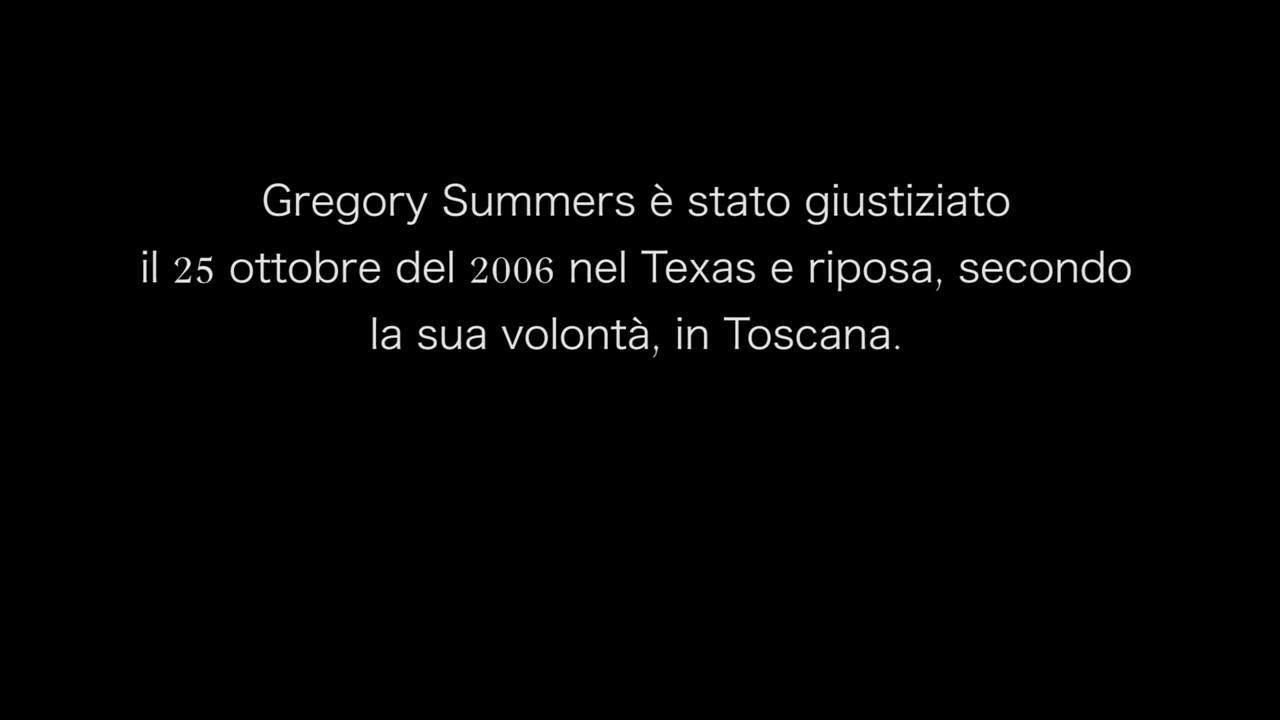 Gregory Summers è stato giustiziato
il 25 ottobre del 2006 nel Texas e riposa, secondo
la sua volontà, in Toscana.